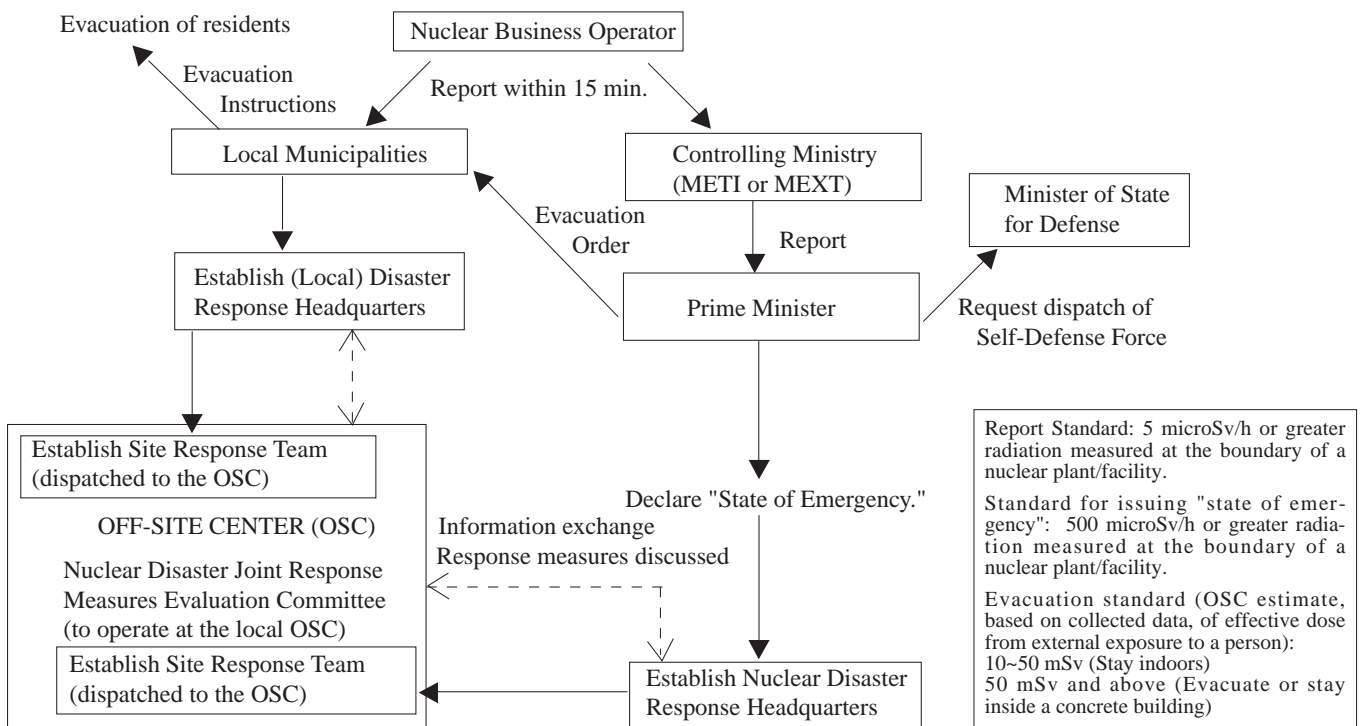 Evacuation of residents
Nuclear Business Operator
Evacuation
Instructions
Report within 15 min.
Local Municipalities
Controlling Ministry
(METI or MEXT)
Minister of State
for Defense
Evacuation
Order
Report
Establish (Local) Disaster
Response Headquarters
Prime Minister
Request dispatch of
Self-Defense Force
Establish Site Response Team
(dispatched to the OSC)
OFF-SITE CENTER (OSC)
Nuclear Disaster Joint Response
Measures Evaluation Committee
(to operate at the local OSC)
Establish Site Response Team
(dispatched to the OSC)
Declare "State of Emergency."
Information exchange
Response measures discussed
Establish Nuclear Disaster
Response Headquarters
Report Standard: 5 microSv/h or greater
radiation measured at the boundary of a
nuclear plant/facility.
Standard for issuing "state of emer-
gency": 500 microSv/h or greater radia-
tion measured at the boundary of a
nuclear plant/facility.
Evacuation standard (OSC estimate,
based on collected data, of effective dose
from external exposure to a person):
10~50 mSv (Stay indoors)
50 mSv and above (Evacuate or stay
inside a concrete building)